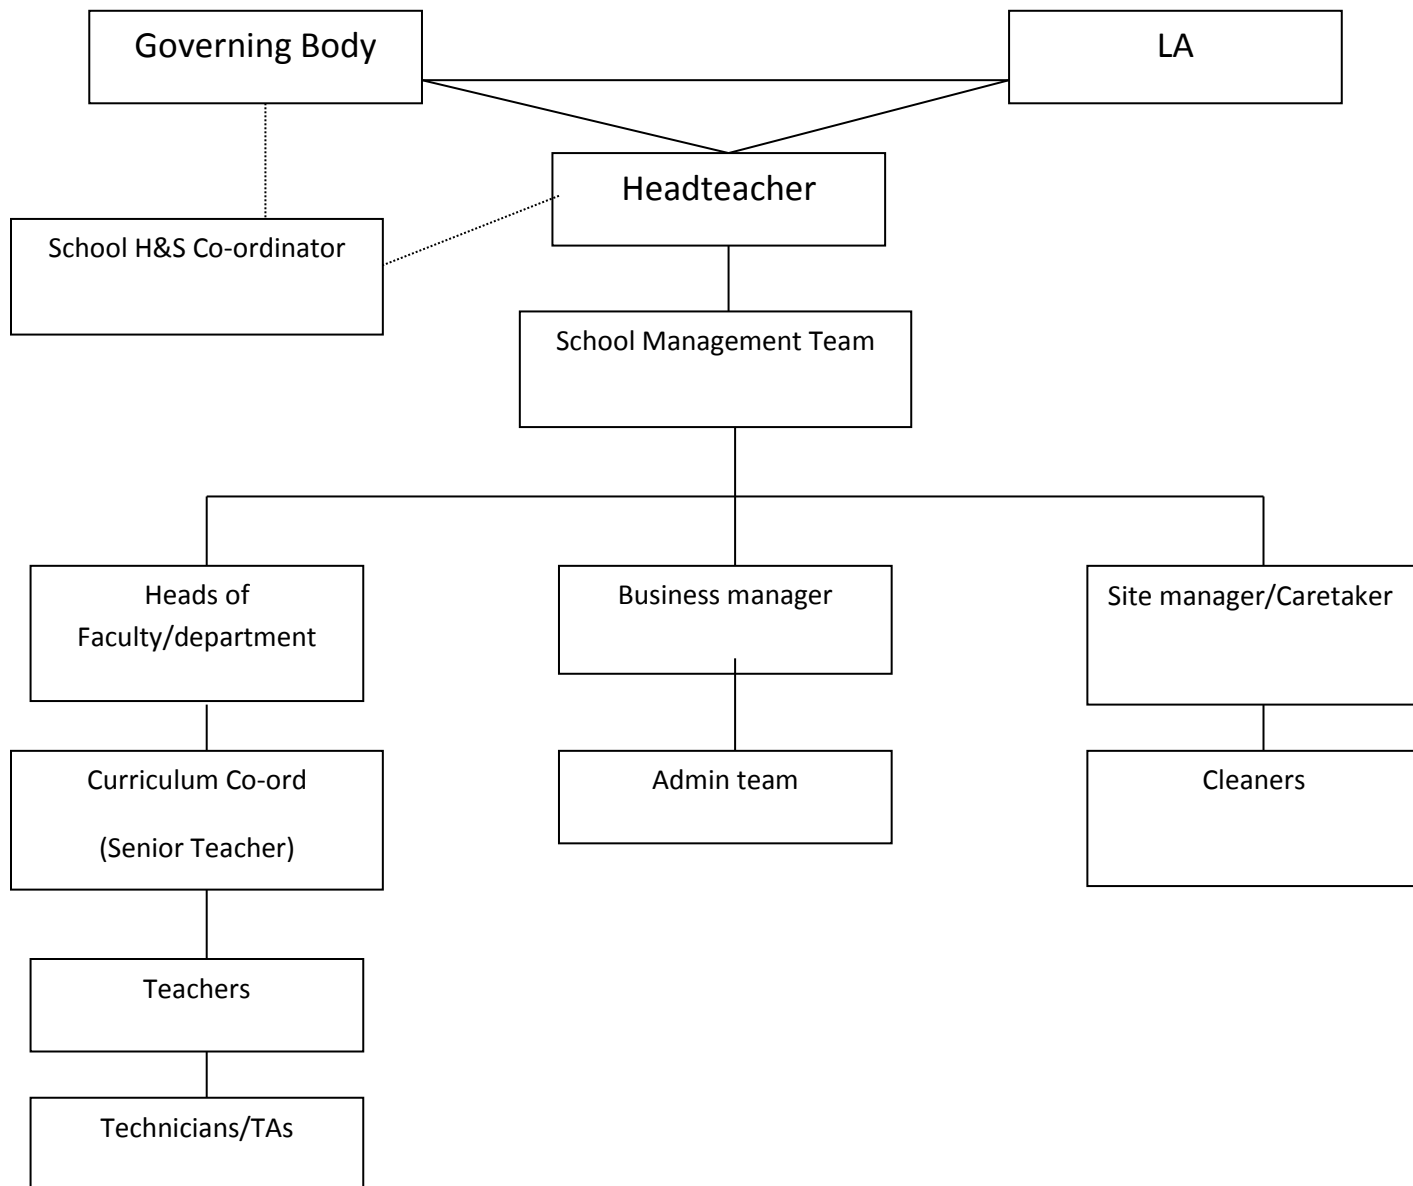 Governing Body
LA
Headteacher
School H&S Co-ordinator
School Management Team
Heads of
Faculty/department
Business manager
Site manager/Caretaker
Curriculum Co-ord
(Senior Teacher)
Admin team
Cleaners
Teachers
Technicians/TAs